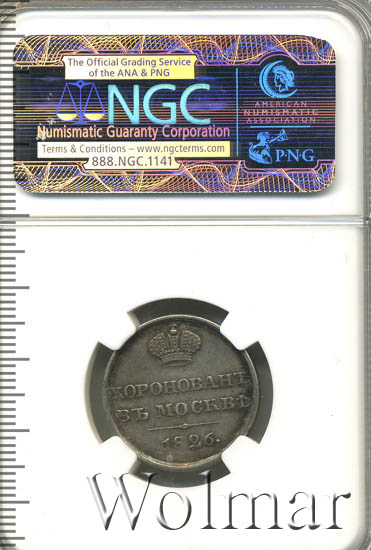 The Official Grading Service
of the ANA & PNG
NGC
Numismatic Guaranty Corporation
Terms & Conditions – www.ngcterms.com
888.NGC.1141
AMERICAN
NUMISMATIC
ASSOCIATION
P·N·G
КОРОНОВАНЪ
ВЪ МОСКВѢ
1826.
Wolmar